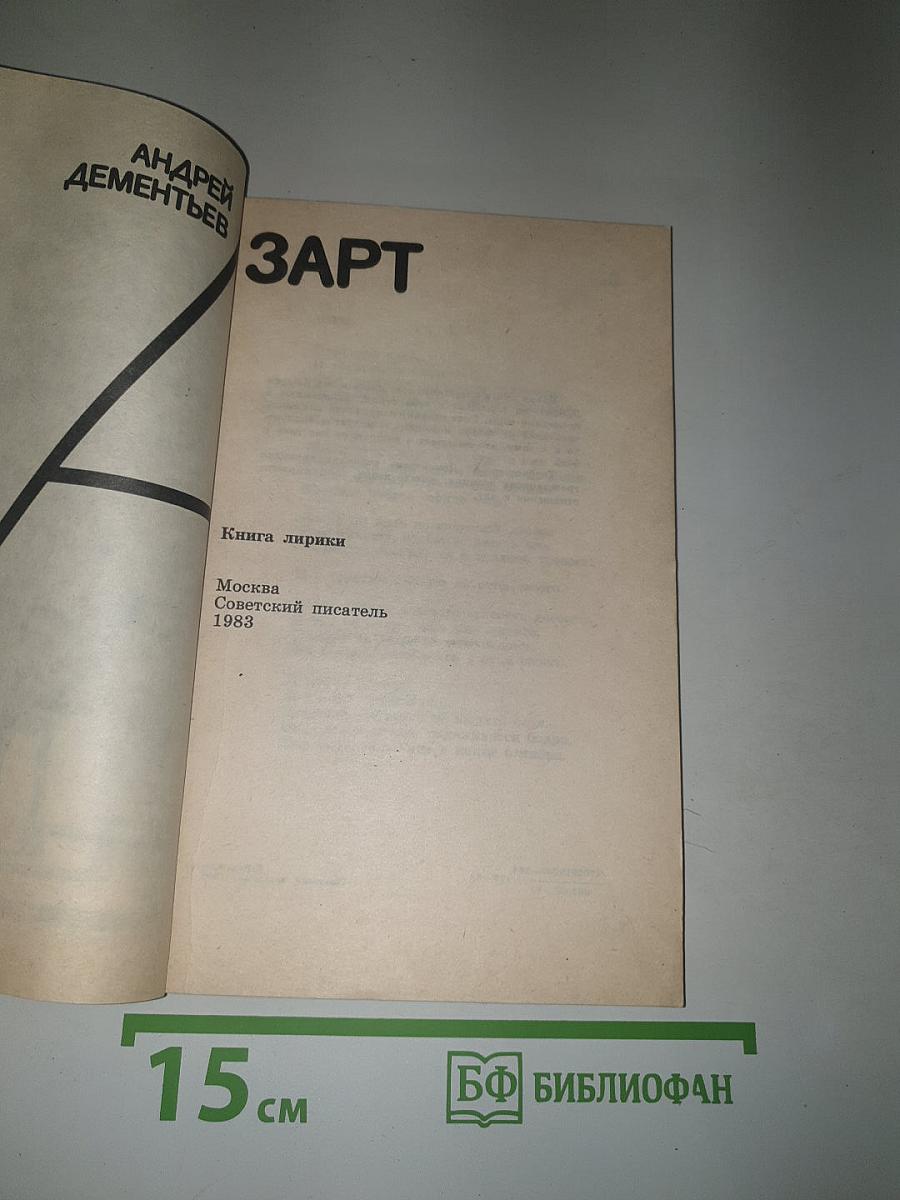 АНДРЕЙ
ДЕМЕНТЬЕВ
АЗАРТ
Книга лирики
Москва
Советский писатель
1983
15 см
БФ БИБЛИОФАН